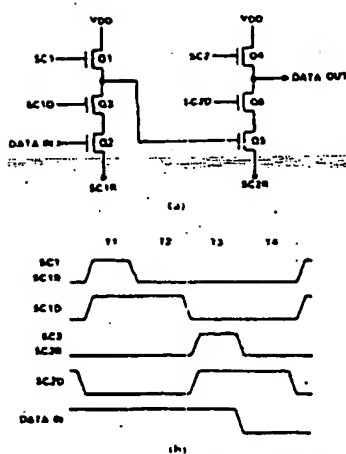 VDD VDD
SC1 Q1 SC2 Q4
DATA OUT
SC1D Q3 SC2D Q6
DATA IN Q2 Q5
SC1R SC2R
(a)
T1 T2 T3 T4
SC1
SC1R
SC1D
SC2
SC2R
SC2D
DATA IN
(b)